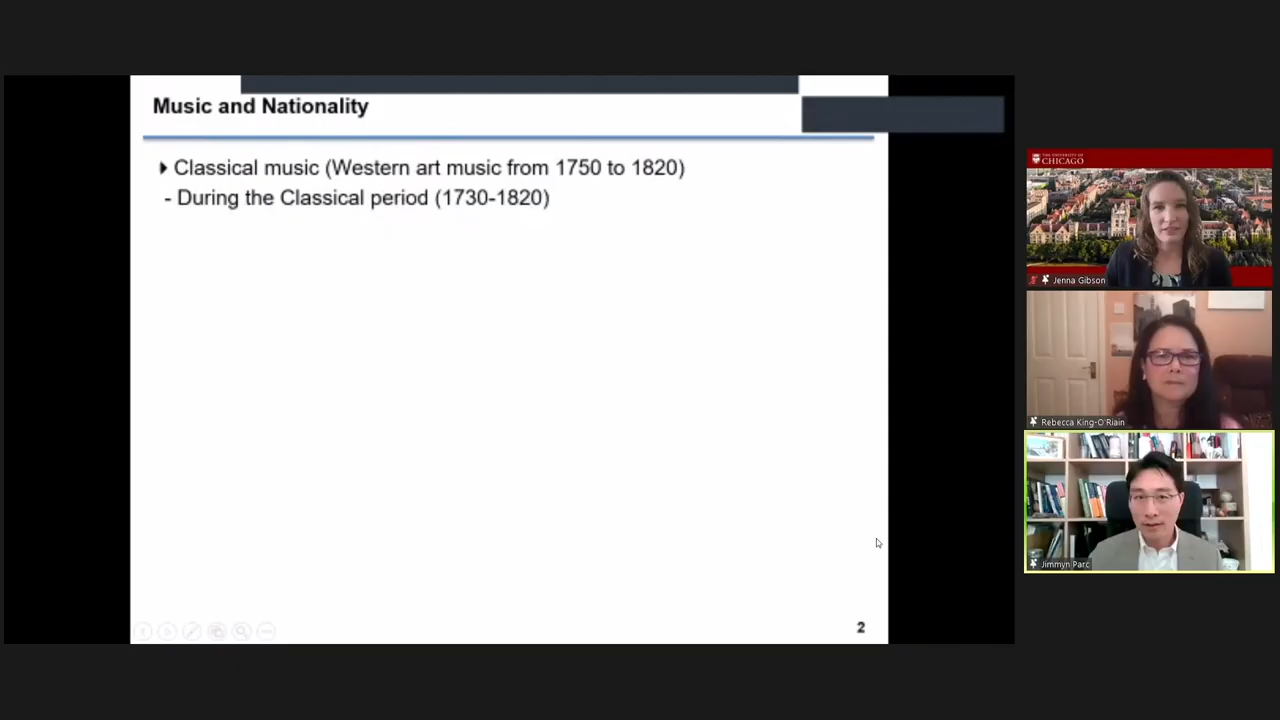 Music and Nationality
Classical music (Western art music from 1750 to 1820)
- During the Classical period (1730-1820)
2
THE UNIVERSITY OF
CHICAGO
Jenna Gibson
Rebecca King-O'Riain
Jimmyn Parc